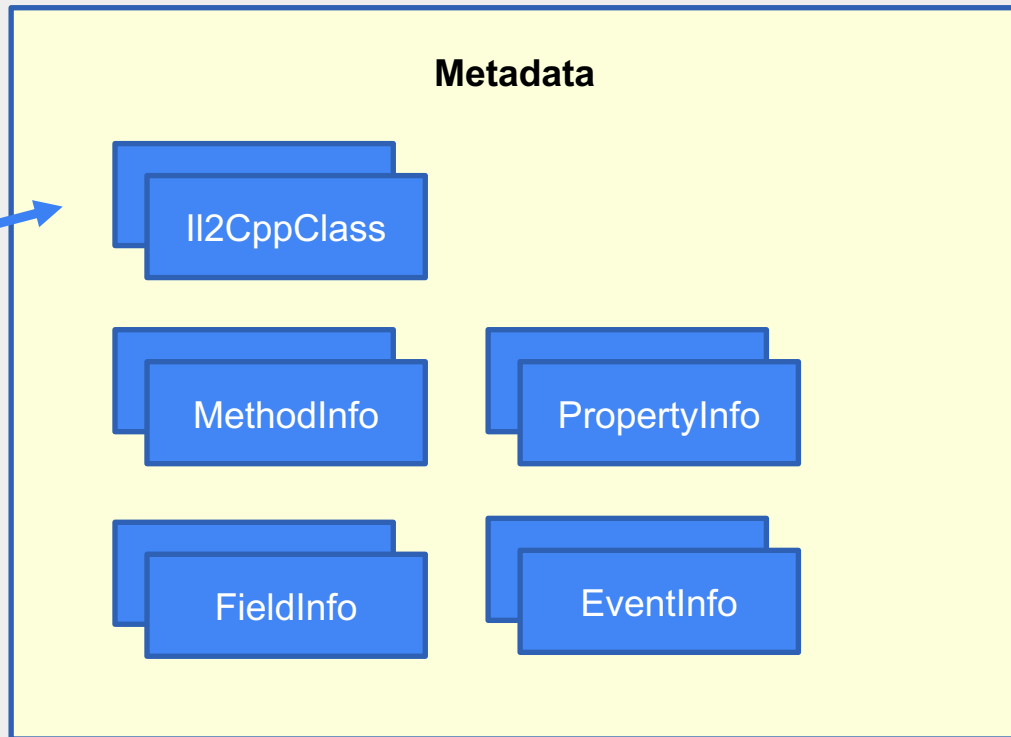 Metadata
Il2CppClass
MethodInfo
PropertyInfo
FieldInfo
EventInfo